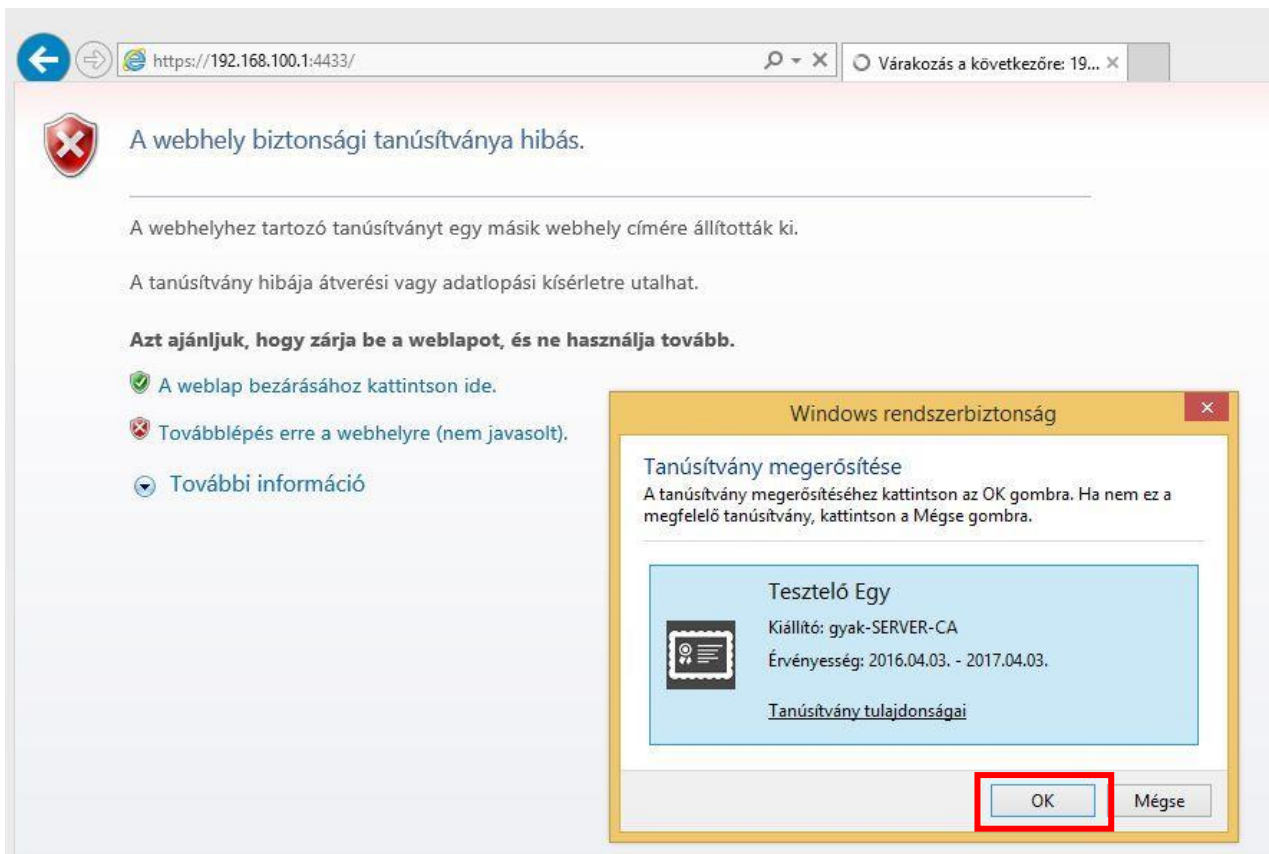 https://192.168.100.1:4433/
Várakozás a következőre: 19...
A webhely biztonsági tanúsítványa hibás.
A webhelyhez tartozó tanúsítványt egy másik webhely címére állították ki.
A tanúsítvány hibája átverési vagy adatlopási kísérletre utalhat.
Azt ajánljuk, hogy zárja be a weblapot, és ne használja tovább.
A weblap bezárásához kattintson ide.
Továbblépés erre a webhelyre (nem javasolt).
További információ
Windows rendszerbiztonság
Tanúsítvány megerősítése
A tanúsítvány megerősítéséhez kattintson az OK gombra. Ha nem ez a
megfelelő tanúsítvány, kattintson a Mégse gombra.
Tesztelő Egy
Kiállító: gyak-SERVER-CA
Érvényesség: 2016.04.03. - 2017.04.03.
Tanúsítvány tulajdonságai
OK
Mégse